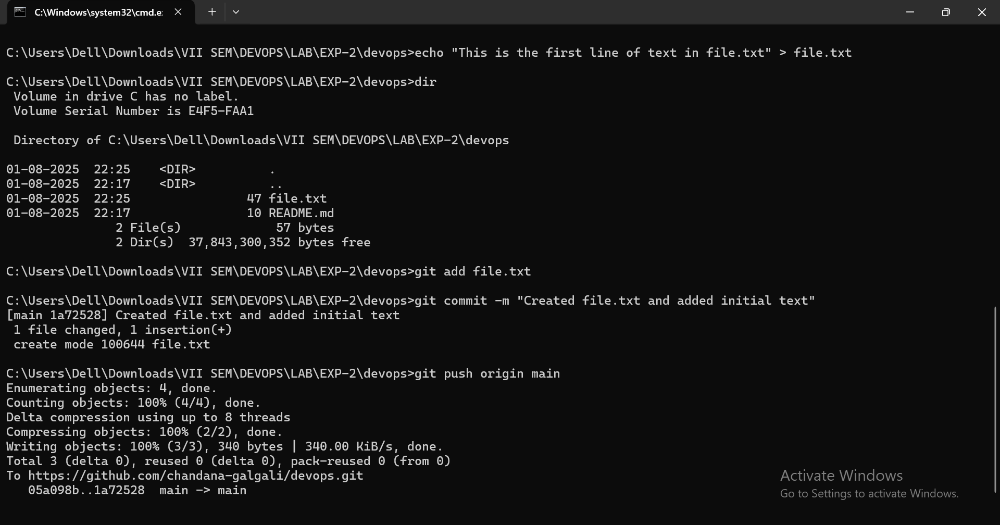 C:\Windows\system32\cmd.e
C:\Users\Dell\Downloads\VII SEM\DEVOPS\LAB\EXP-2\devops>echo "This is the first line of text in file.txt" > file.txt
C:\Users\Dell\Downloads\VII SEM\DEVOPS\LAB\EXP-2\devops>dir
Volume in drive C has no label.
Volume Serial Number is E4F5-FAA1
Directory of C:\Users\Dell\Downloads\VII SEM\DEVOPS\LAB\EXP-2\devops
01-08-2025  22:25    <DIR>          .
01-08-2025  22:17    <DIR>          ..
01-08-2025  22:25                47 file.txt
01-08-2025  22:17                10 README.md
2 File(s)             57 bytes
2 Dir(s)  37,843,300,352 bytes free
C:\Users\Dell\Downloads\VII SEM\DEVOPS\LAB\EXP-2\devops>git add file.txt
C:\Users\Dell\Downloads\VII SEM\DEVOPS\LAB\EXP-2\devops>git commit -m "Created file.txt and added initial text"
[main 1a72528] Created file.txt and added initial text
1 file changed, 1 insertion(+)
create mode 100644 file.txt
C:\Users\Dell\Downloads\VII SEM\DEVOPS\LAB\EXP-2\devops>git push origin main
Enumerating objects: 4, done.
Counting objects: 100% (4/4), done.
Delta compression using up to 8 threads
Compressing objects: 100% (2/2), done.
Writing objects: 100% (3/3), 340 bytes | 340.00 KiB/s, done.
Total 3 (delta 0), reused 0 (delta 0), pack-reused 0 (from 0)
To https://github.com/chandana-galgali/devops.git
05a098b..1a72528  main -> main
Activate Windows
Go to Settings to activate Windows.